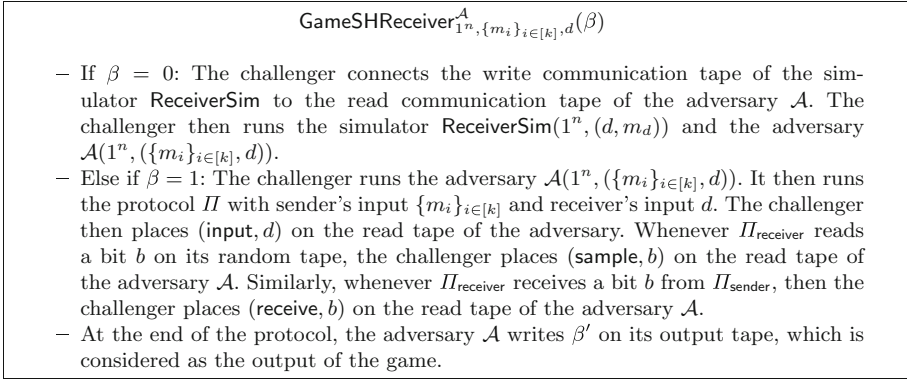 GameSHReceiver^𝒜_{1^n,{m_i}_{i∈[k]},d}(β)
– If β = 0: The challenger connects the write communication tape of the sim-
ulator ReceiverSim to the read communication tape of the adversary 𝒜. The
challenger then runs the simulator ReceiverSim(1^n, (d, m_d)) and the adversary
𝒜(1^n, ({m_i}_{i∈[k]}, d)).
– Else if β = 1: The challenger runs the adversary 𝒜(1^n, ({m_i}_{i∈[k]}, d)). It then runs
the protocol Π with sender's input {m_i}_{i∈[k]} and receiver's input d. The challenger
then places (input, d) on the read tape of the adversary. Whenever Π_receiver reads
a bit b on its random tape, the challenger places (sample, b) on the read tape of
the adversary 𝒜. Similarly, whenever Π_receiver receives a bit b from Π_sender, then the
challenger places (receive, b) on the read tape of the adversary 𝒜.
– At the end of the protocol, the adversary 𝒜 writes β′ on its output tape, which is
considered as the output of the game.